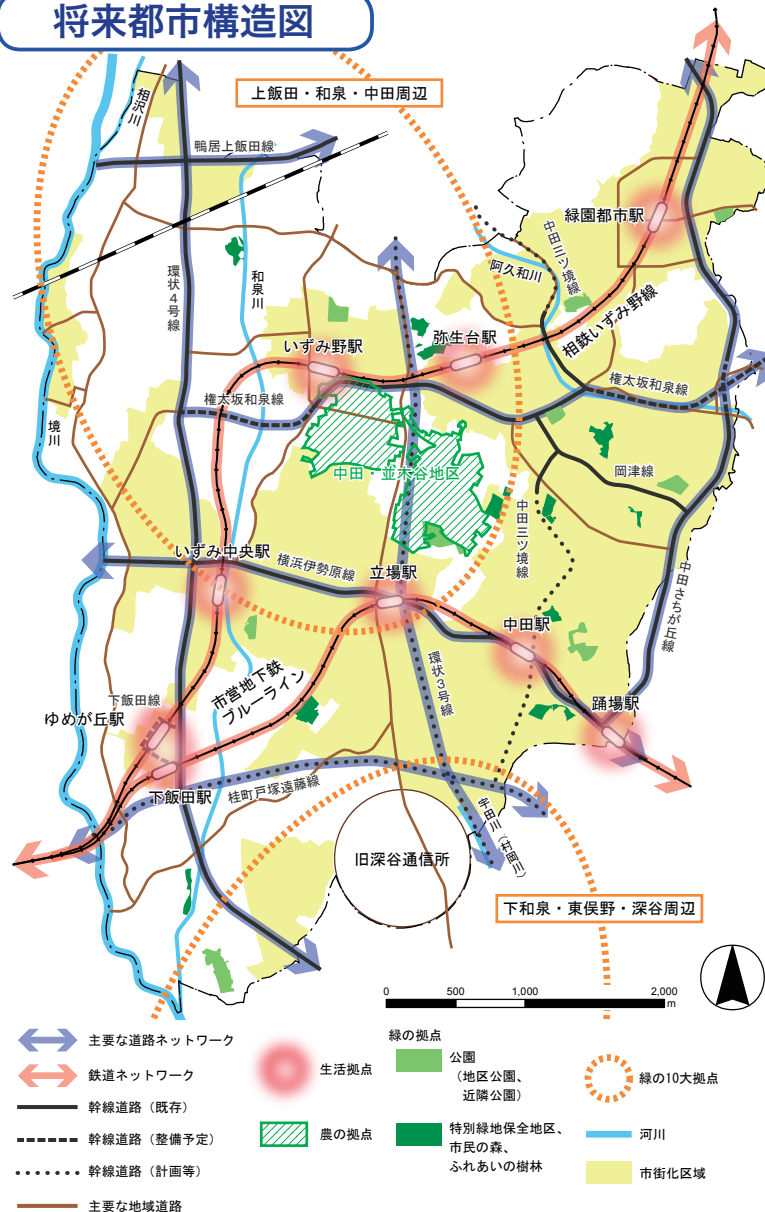 将来都市構造図
上飯田・和泉・中田周辺
相沢川
鴨居上飯田線
緑園都市駅
中田三ツ境線
阿久和川
環状４号線
和泉川
相鉄いずみ野線
いずみ野駅
弥生台駅
権太坂和泉線
権太坂和泉線
境川
岡津線
中田・並木谷地区
中田三ツ境線
いずみ中央駅
横浜伊勢原線
立場駅
中田さちが丘線
中田駅
環状３号線
市営地下鉄
ブルーライン
下飯田線
ゆめが丘駅
踊場駅
下飯田駅
桂町戸塚遠藤線
宇田川（村岡川）
旧深谷通信所
下和泉・東俣野・深谷周辺
0 500 1,000 2,000
m
主要な道路ネットワーク
鉄道ネットワーク
幹線道路（既存）
幹線道路（整備予定）
幹線道路（計画等）
主要な地域道路
生活拠点
農の拠点
緑の拠点
公園
（地区公園、
近隣公園）
特別緑地保全地区、
市民の森、
ふれあいの樹林
緑の10大拠点
河川
市街化区域